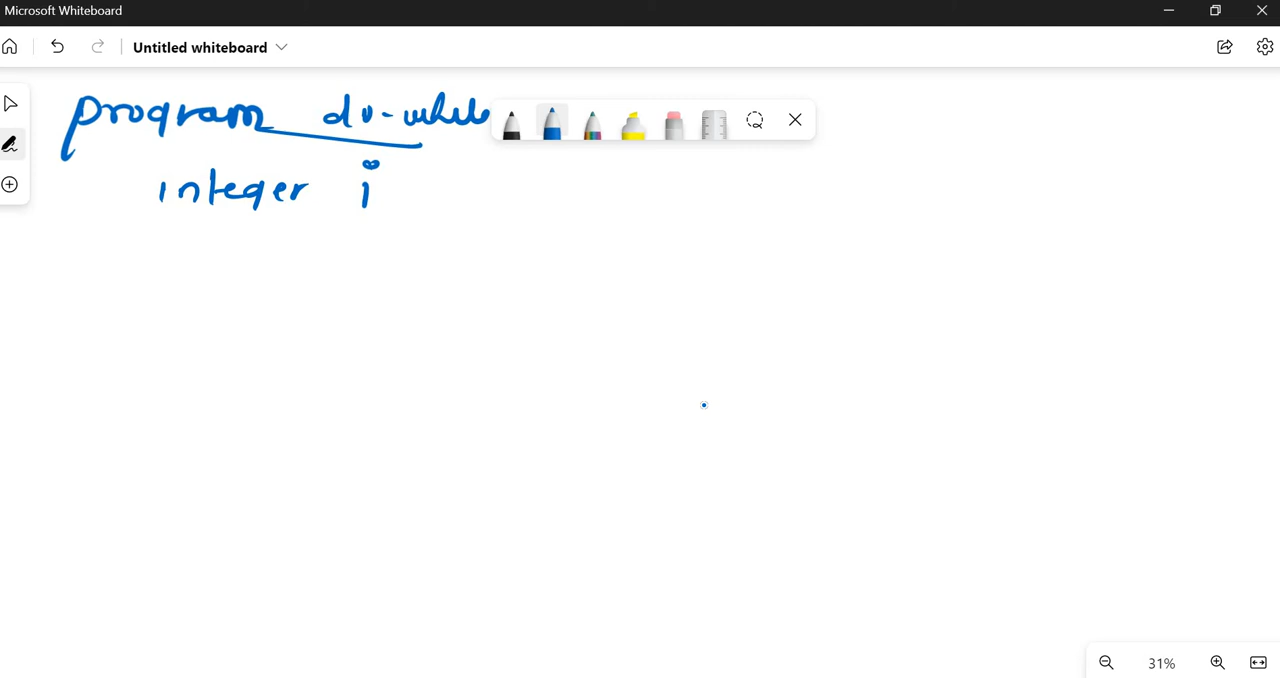 Microsoft Whiteboard
Untitled whiteboard
program do-while
integer i
31%